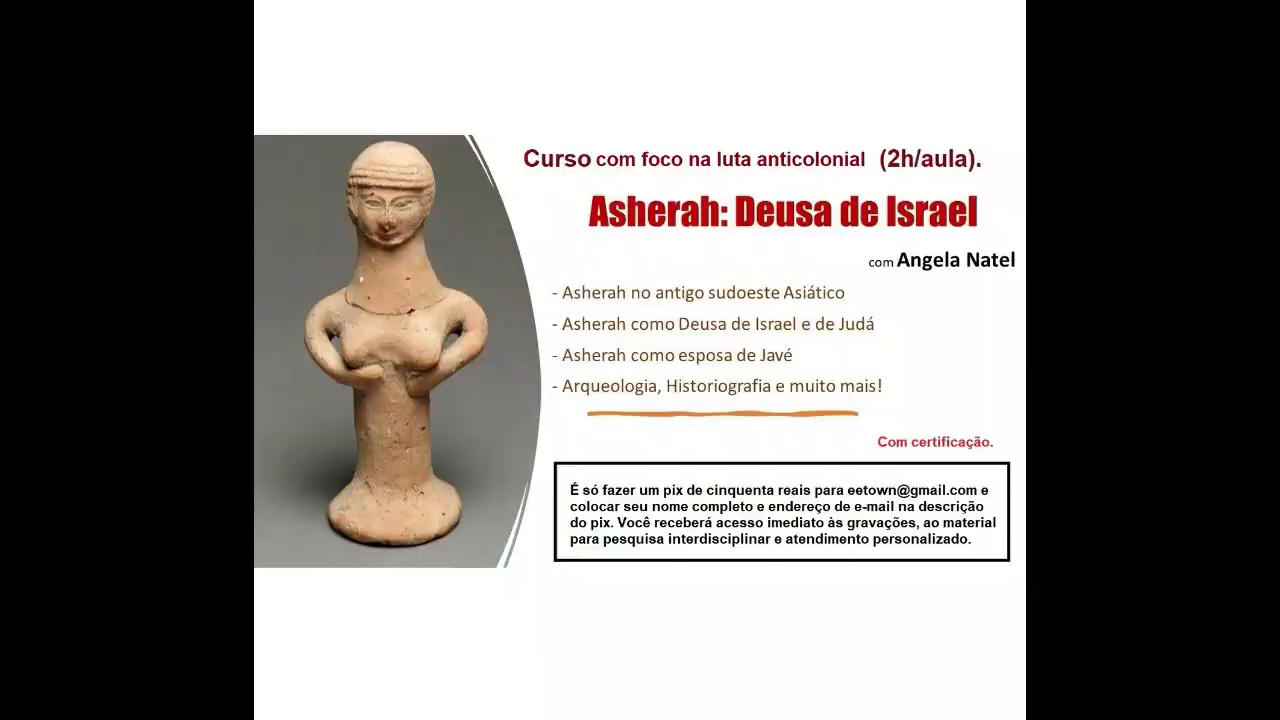 Curso com foco na luta anticolonial (2h/aula).
Asherah: Deusa de Israel
com Angela Natel
- Asherah no antigo sudoeste Asiático
- Asherah como Deusa de Israel e de Judá
- Asherah como esposa de Javé
- Arqueologia, Historiografia e muito mais!
Com certificação.
É só fazer um pix de cinquenta reais para eetown@gmail.com e
colocar seu nome completo e endereço de e-mail na descrição
do pix. Você receberá acesso imediato às gravações, ao material
para pesquisa interdisciplinar e atendimento personalizado.